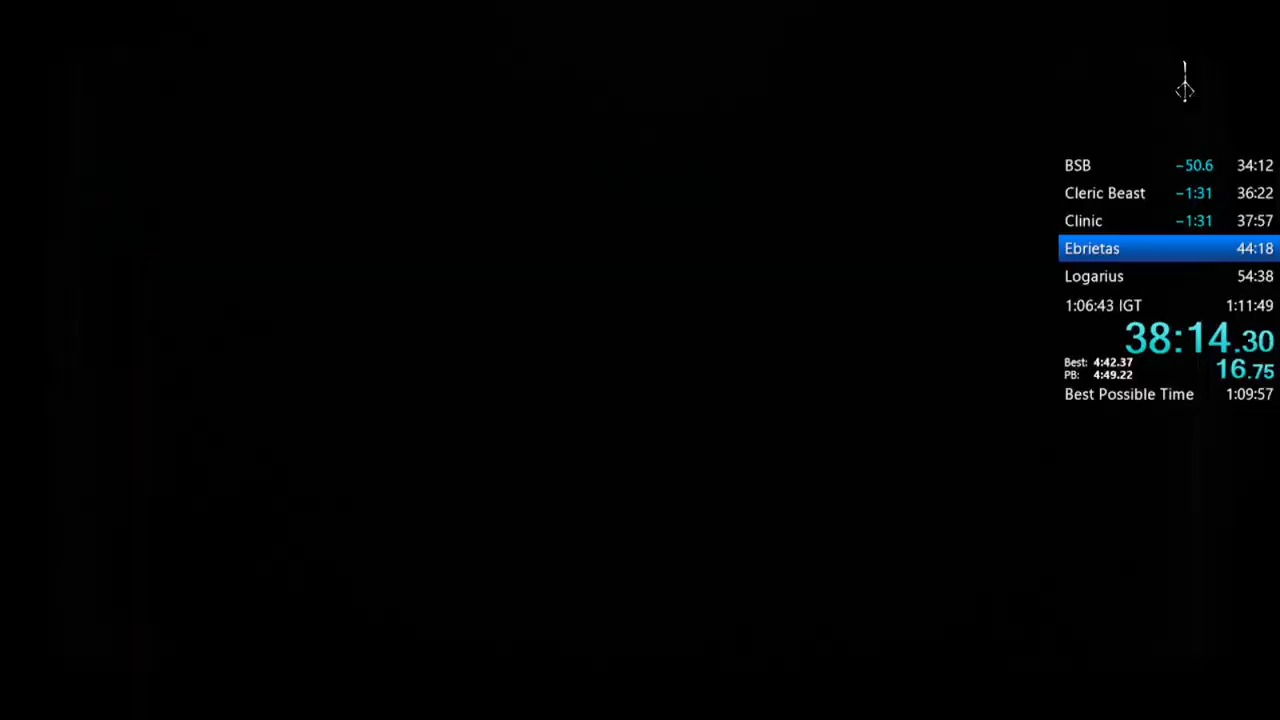 BSB −50.6 34:12
Cleric Beast −1:31 36:22
Clinic −1:31 37:57
Ebrietas 44:18
Logarius 54:38
1:06:43 IGT 1:11:49
38:14.30
Best: 4:42.37 16.75
PB: 4:49.22
Best Possible Time 1:09:57